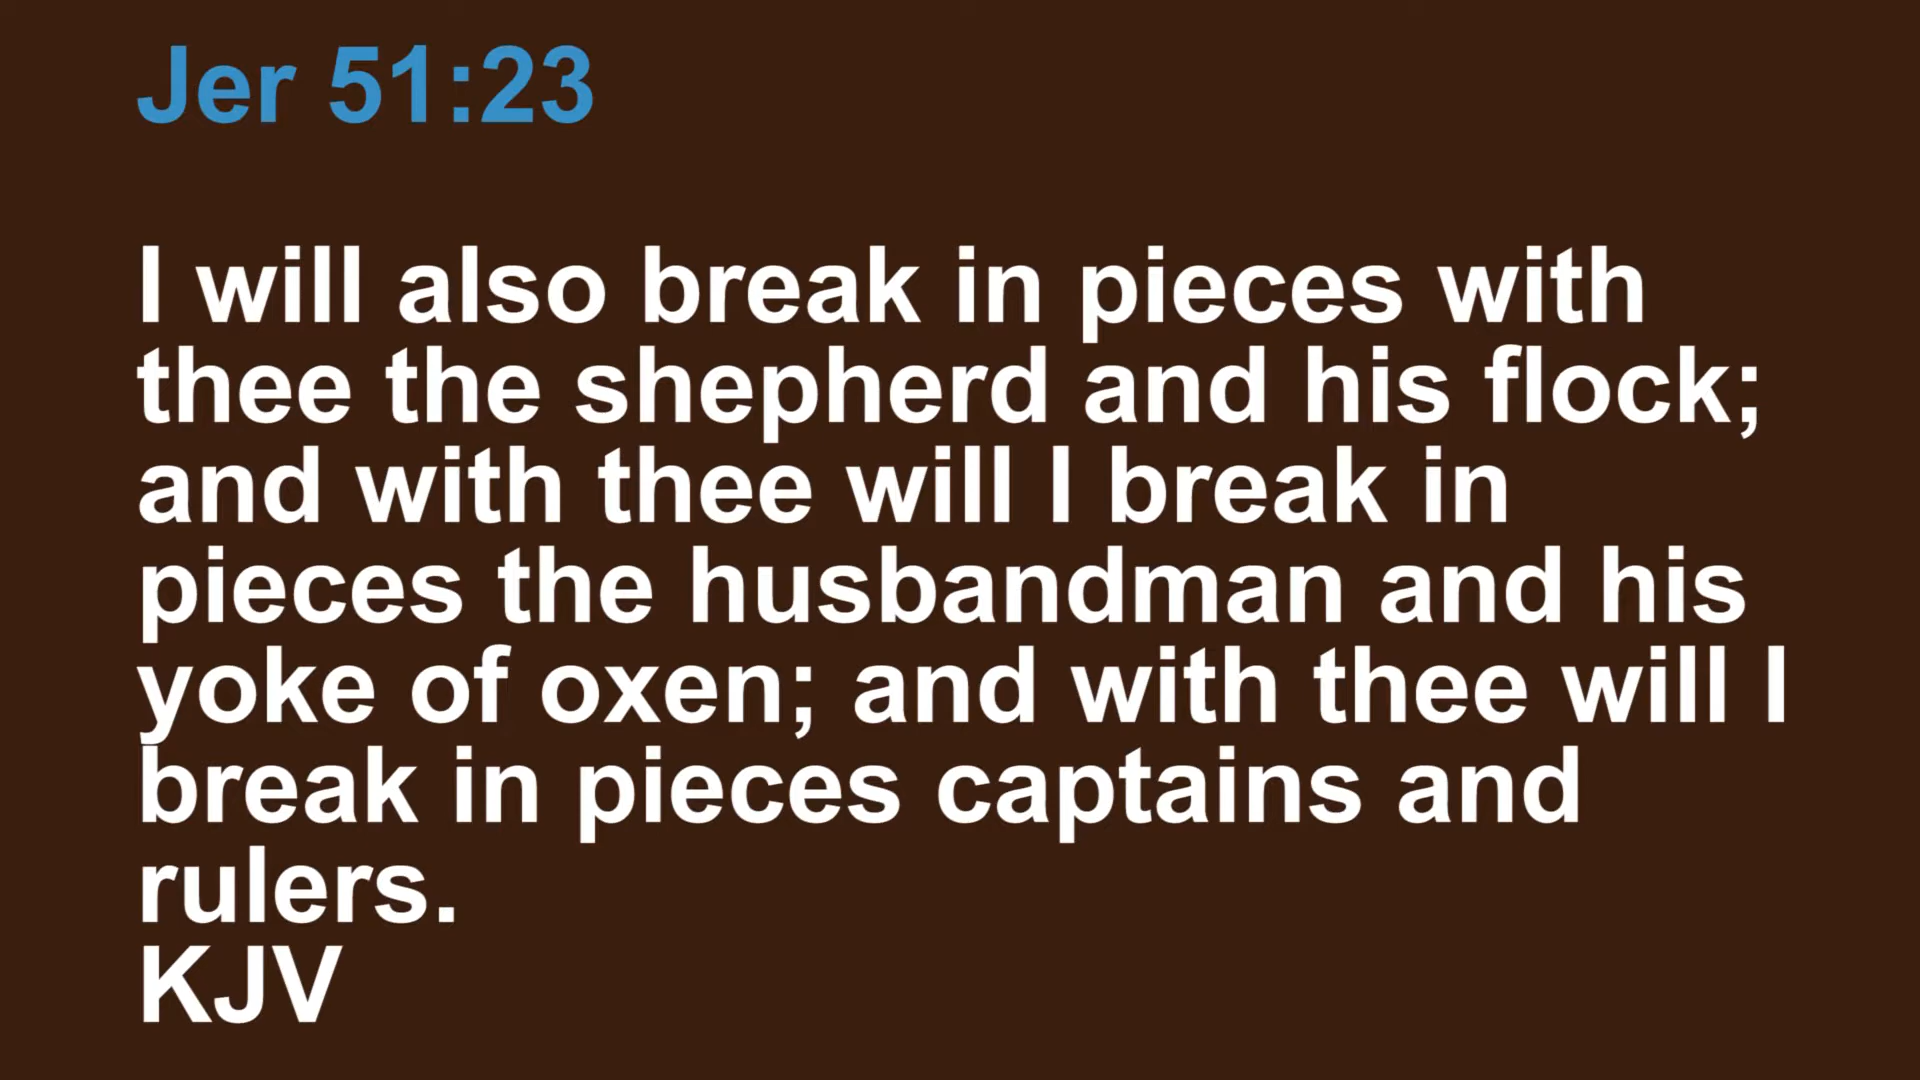 Jer 51:23
I will also break in pieces with
thee the shepherd and his flock;
and with thee will I break in
pieces the husbandman and his
yoke of oxen; and with thee will I
break in pieces captains and
rulers.
KJV